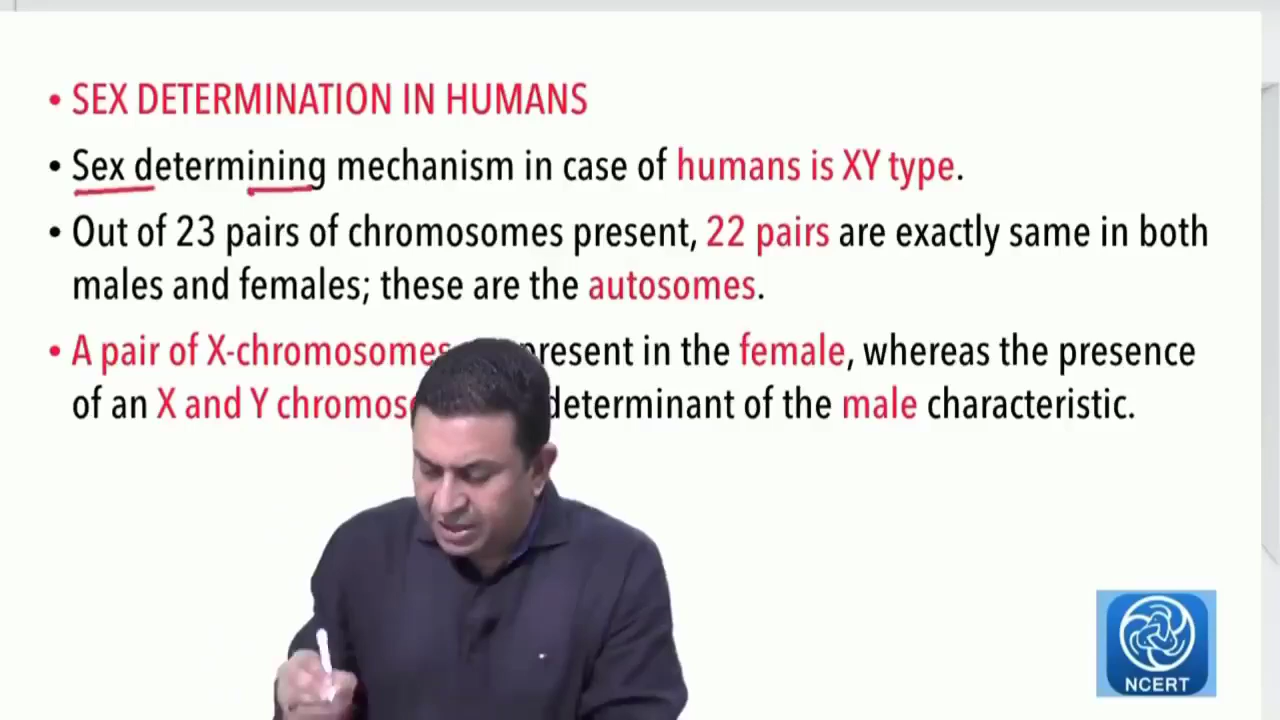 • SEX DETERMINATION IN HUMANS
• Sex determining mechanism in case of humans is XY type.
• Out of 23 pairs of chromosomes present, 22 pairs are exactly same in both
males and females; these are the autosomes.
• A pair of X-chromosomes present in the female, whereas the presence
of an X and Y determinant of the male characteristic.
NCERT